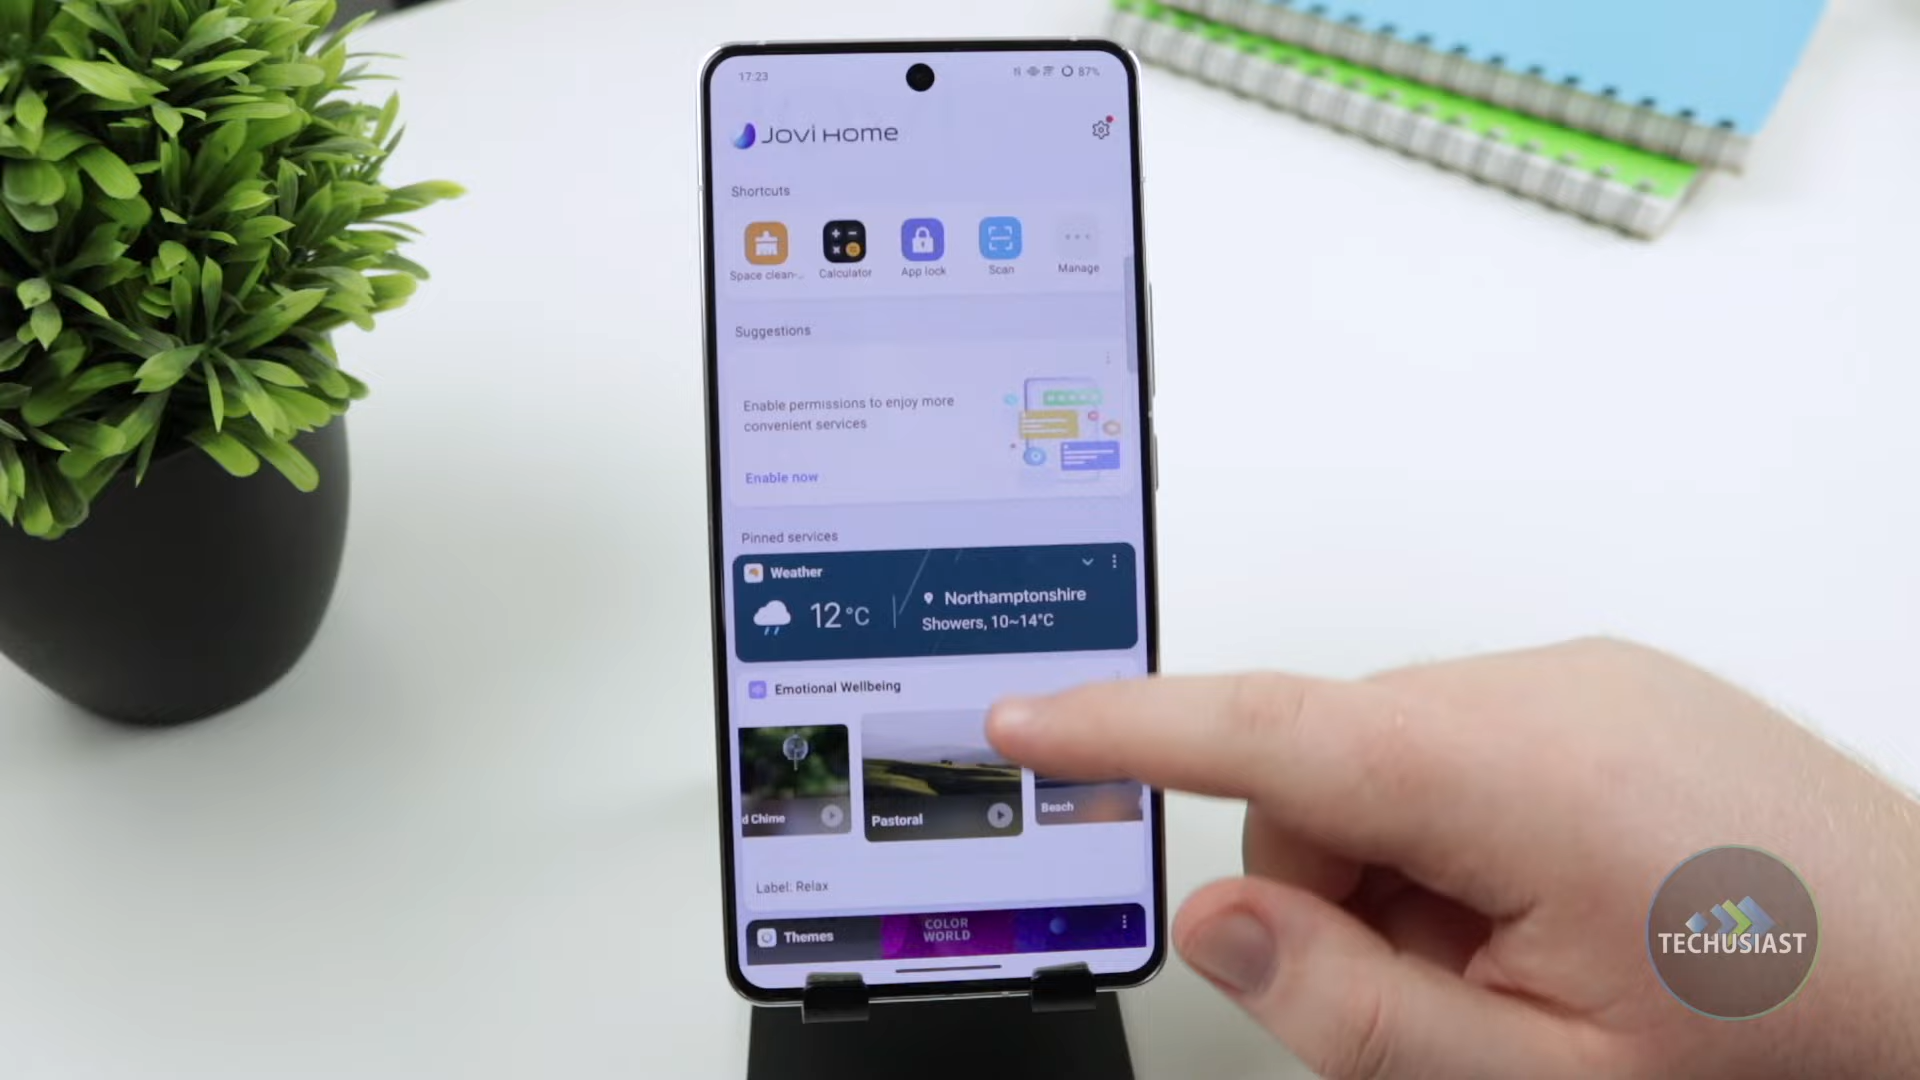 17:23
87%
Jovi Home
Shortcuts
Space clean-...
Calculator
App lock
Scan
Manage
Suggestions
Enable permissions to enjoy more
convenient services
Enable now
Pinned services
Weather
12°C
Northamptonshire
Showers, 10~14°C
Emotional Wellbeing
d Chime
Pastoral
Beach
Label: Relax
Themes
COLOR
WORLD
TECHUSIAST